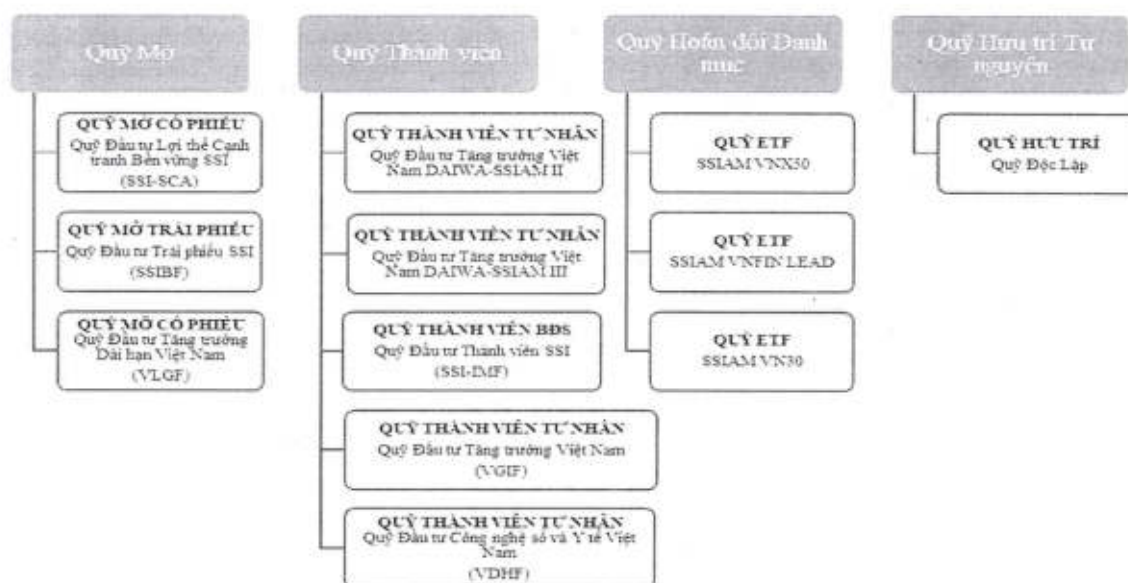 Quỹ Mở
QUỸ MỞ CỔ PHIẾU
Quỹ Đầu tư Lợi thế Cạnh
tranh Bền vững SSI
(SSI-SCA)
QUỸ MỞ TRÁI PHIẾU
Quỹ Đầu tư Trái phiếu SSI
(SSIBF)
QUỸ MỞ CỔ PHIẾU
Quỹ Đầu tư Tăng trưởng
Dài hạn Việt Nam
(VLGF)
Quỹ Thành viên
QUỸ THÀNH VIÊN TƯ NHÂN
Quỹ Đầu tư Tăng trưởng Việt
Nam DAIWA-SSIAM II
QUỸ THÀNH VIÊN TƯ NHÂN
Quỹ Đầu tư Tăng trưởng Việt
Nam DAIWA-SSIAM III
QUỸ THÀNH VIÊN BĐS
Quỹ Đầu tư Thành viên SSI
(SSI-IMF)
QUỸ THÀNH VIÊN TƯ NHÂN
Quỹ Đầu tư Tăng trưởng Việt Nam
(VGIF)
QUỸ THÀNH VIÊN TƯ NHÂN
Quỹ Đầu tư Công nghệ số và Y tế Việt
Nam
(VDHF)
Quỹ Hoán đổi Danh
mục
QUỸ ETF
SSIAM VNX50
QUỸ ETF
SSIAM VNFIN LEAD
QUỸ ETF
SSIAM VN30
Quỹ Hưu trí Tự
nguyện
QUỸ HƯU TRÍ
Quỹ Độc Lập